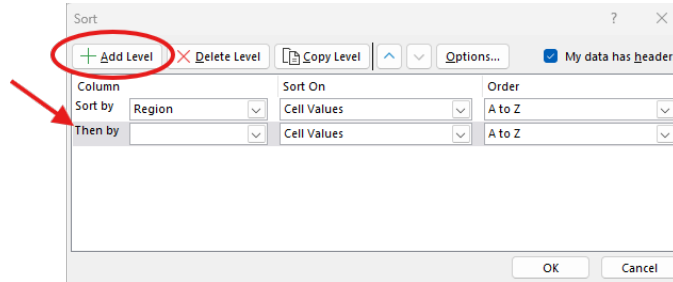 Sort ?
Add Level Delete Level Copy Level Options... My data has header
Column Sort On Order
Sort by Region Cell Values A to Z
Then by Cell Values A to Z
OK Cancel